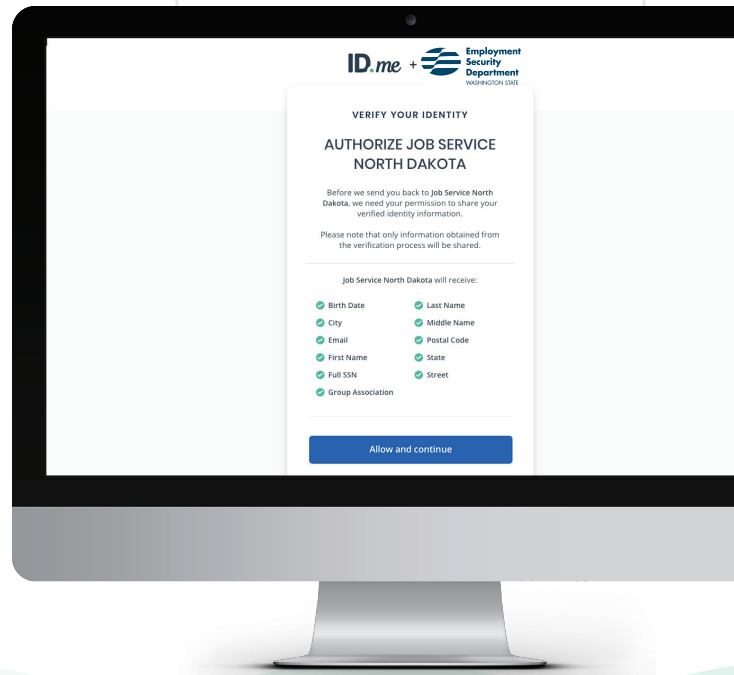 ID.me + Employment
Security
Department
WASHINGTON STATE
VERIFY YOUR IDENTITY
AUTHORIZE JOB SERVICE
NORTH DAKOTA
Before we send you back to Job Service North
Dakota, we need your permission to share your
verified identity information.
Please note that only information obtained from
the verification process will be shared.
Job Service North Dakota will receive:
Birth Date
Last Name
City
Middle Name
Email
Postal Code
First Name
State
Full SSN
Street
Group Association
Allow and continue